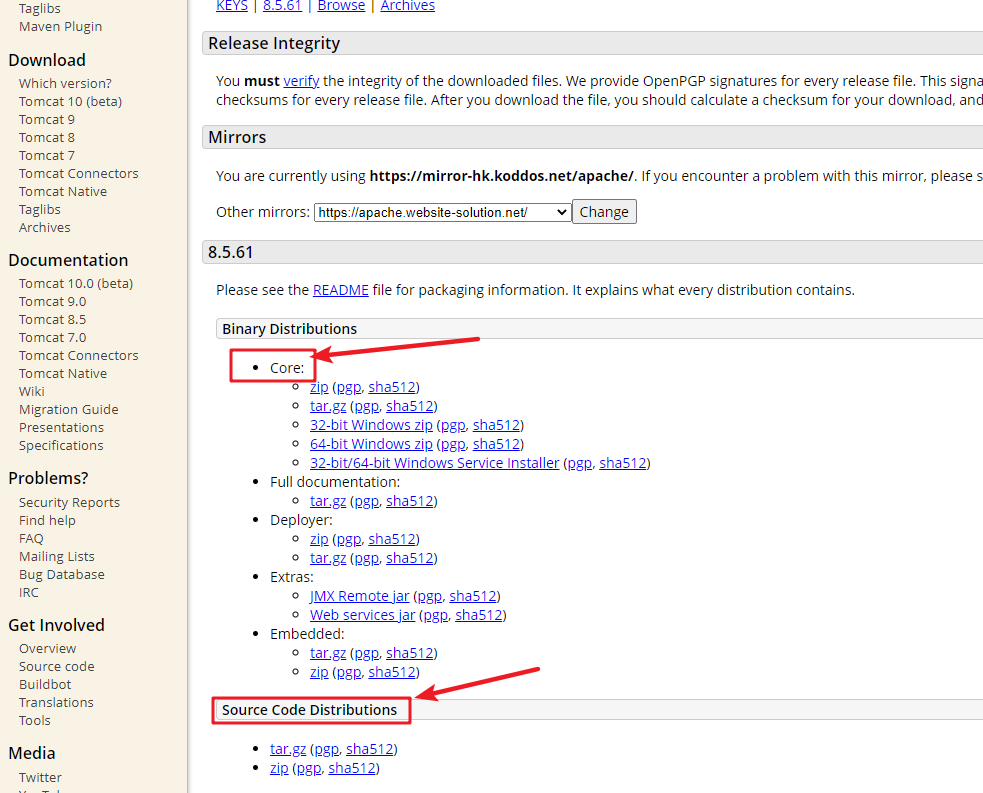 Taglibs
Maven Plugin
Download
Which version?
Tomcat 10 (beta)
Tomcat 9
Tomcat 8
Tomcat 7
Tomcat Connectors
Tomcat Native
Taglibs
Archives
Documentation
Tomcat 10.0 (beta)
Tomcat 9.0
Tomcat 8.5
Tomcat 7.0
Tomcat Connectors
Tomcat Native
Wiki
Migration Guide
Presentations
Specifications
Problems?
Security Reports
Find help
FAQ
Mailing Lists
Bug Database
IRC
Get Involved
Overview
Source code
Buildbot
Translations
Tools
Media
Twitter
KEYS | 8.5.61 | Browse | Archives
Release Integrity
You must verify the integrity of the downloaded files. We provide OpenPGP signatures for every release file. This signa
checksums for every release file. After you download the file, you should calculate a checksum for your download, and
Mirrors
You are currently using https://mirror-hk.koddos.net/apache/. If you encounter a problem with this mirror, please s
Other mirrors: https://apache.website-solution.net/ Change
8.5.61
Please see the README file for packaging information. It explains what every distribution contains.
Binary Distributions
• Core:
zip (pgp, sha512)
tar.gz (pgp, sha512)
32-bit Windows zip (pgp, sha512)
64-bit Windows zip (pgp, sha512)
32-bit/64-bit Windows Service Installer (pgp, sha512)
• Full documentation:
tar.gz (pgp, sha512)
• Deployer:
zip (pgp, sha512)
tar.gz (pgp, sha512)
• Extras:
JMX Remote jar (pgp, sha512)
Web services jar (pgp, sha512)
• Embedded:
tar.gz (pgp, sha512)
zip (pgp, sha512)
Source Code Distributions
• tar.gz (pgp, sha512)
• zip (pgp, sha512)